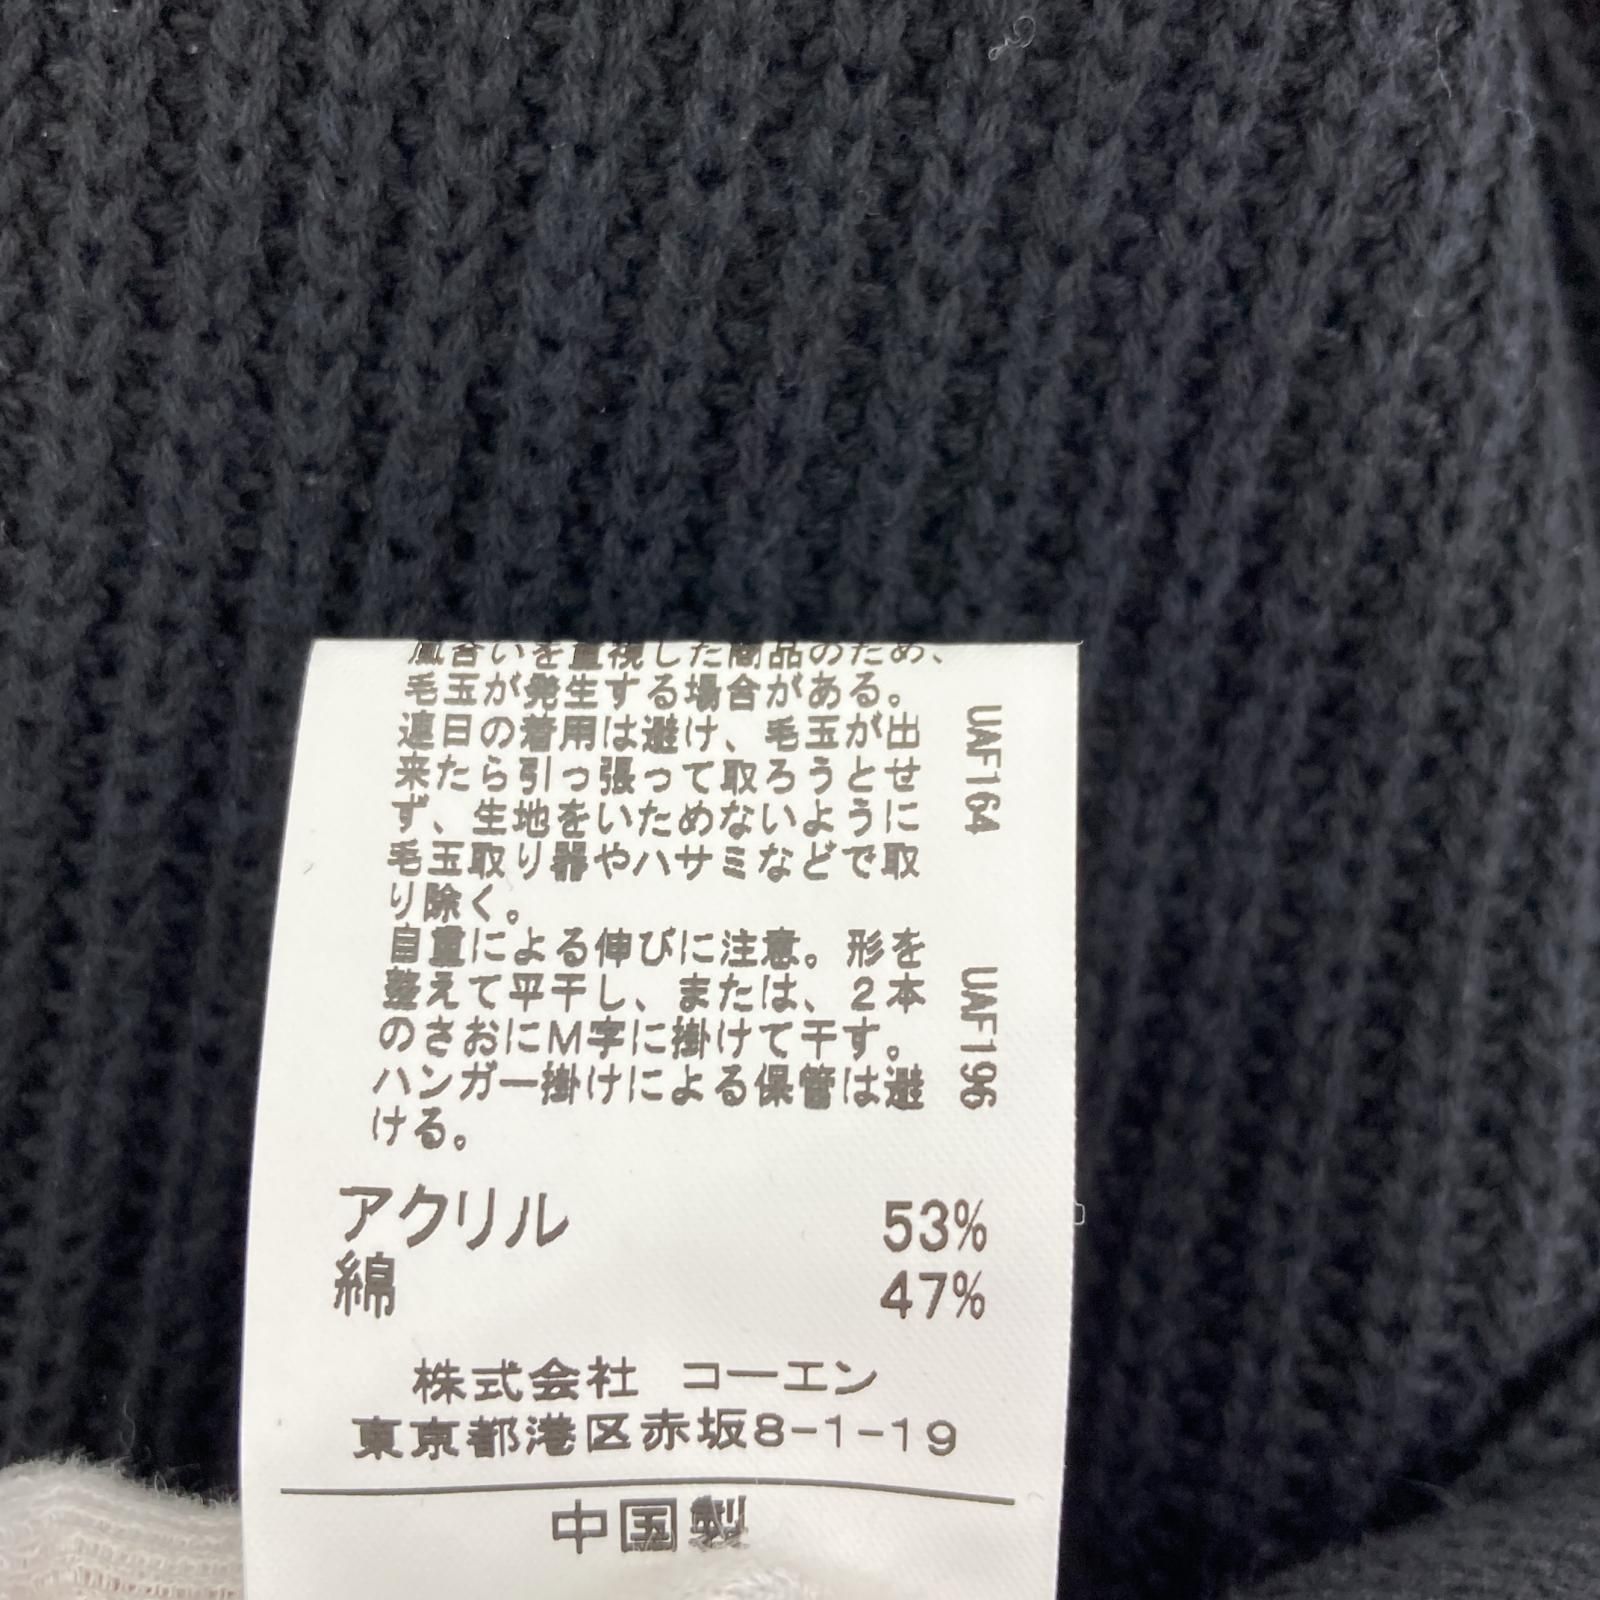 風合いを重視した商品のため、
毛玉が発生する場合がある。
連日の着用は避け、毛玉が出
来たら引っ張って取ろうとせ
ず、生地をいためないように
毛玉取り器やハサミなどで取
り除く。
自重による伸びに注意。形を
整えて平干し、または、2本
のさおにM字に掛けて干す。
ハンガー掛けによる保管は避
ける。
UAF164
UAF196
アクリル 53%
綿 47%
株式会社 コーエン
東京都港区赤坂8-1-19
中国製